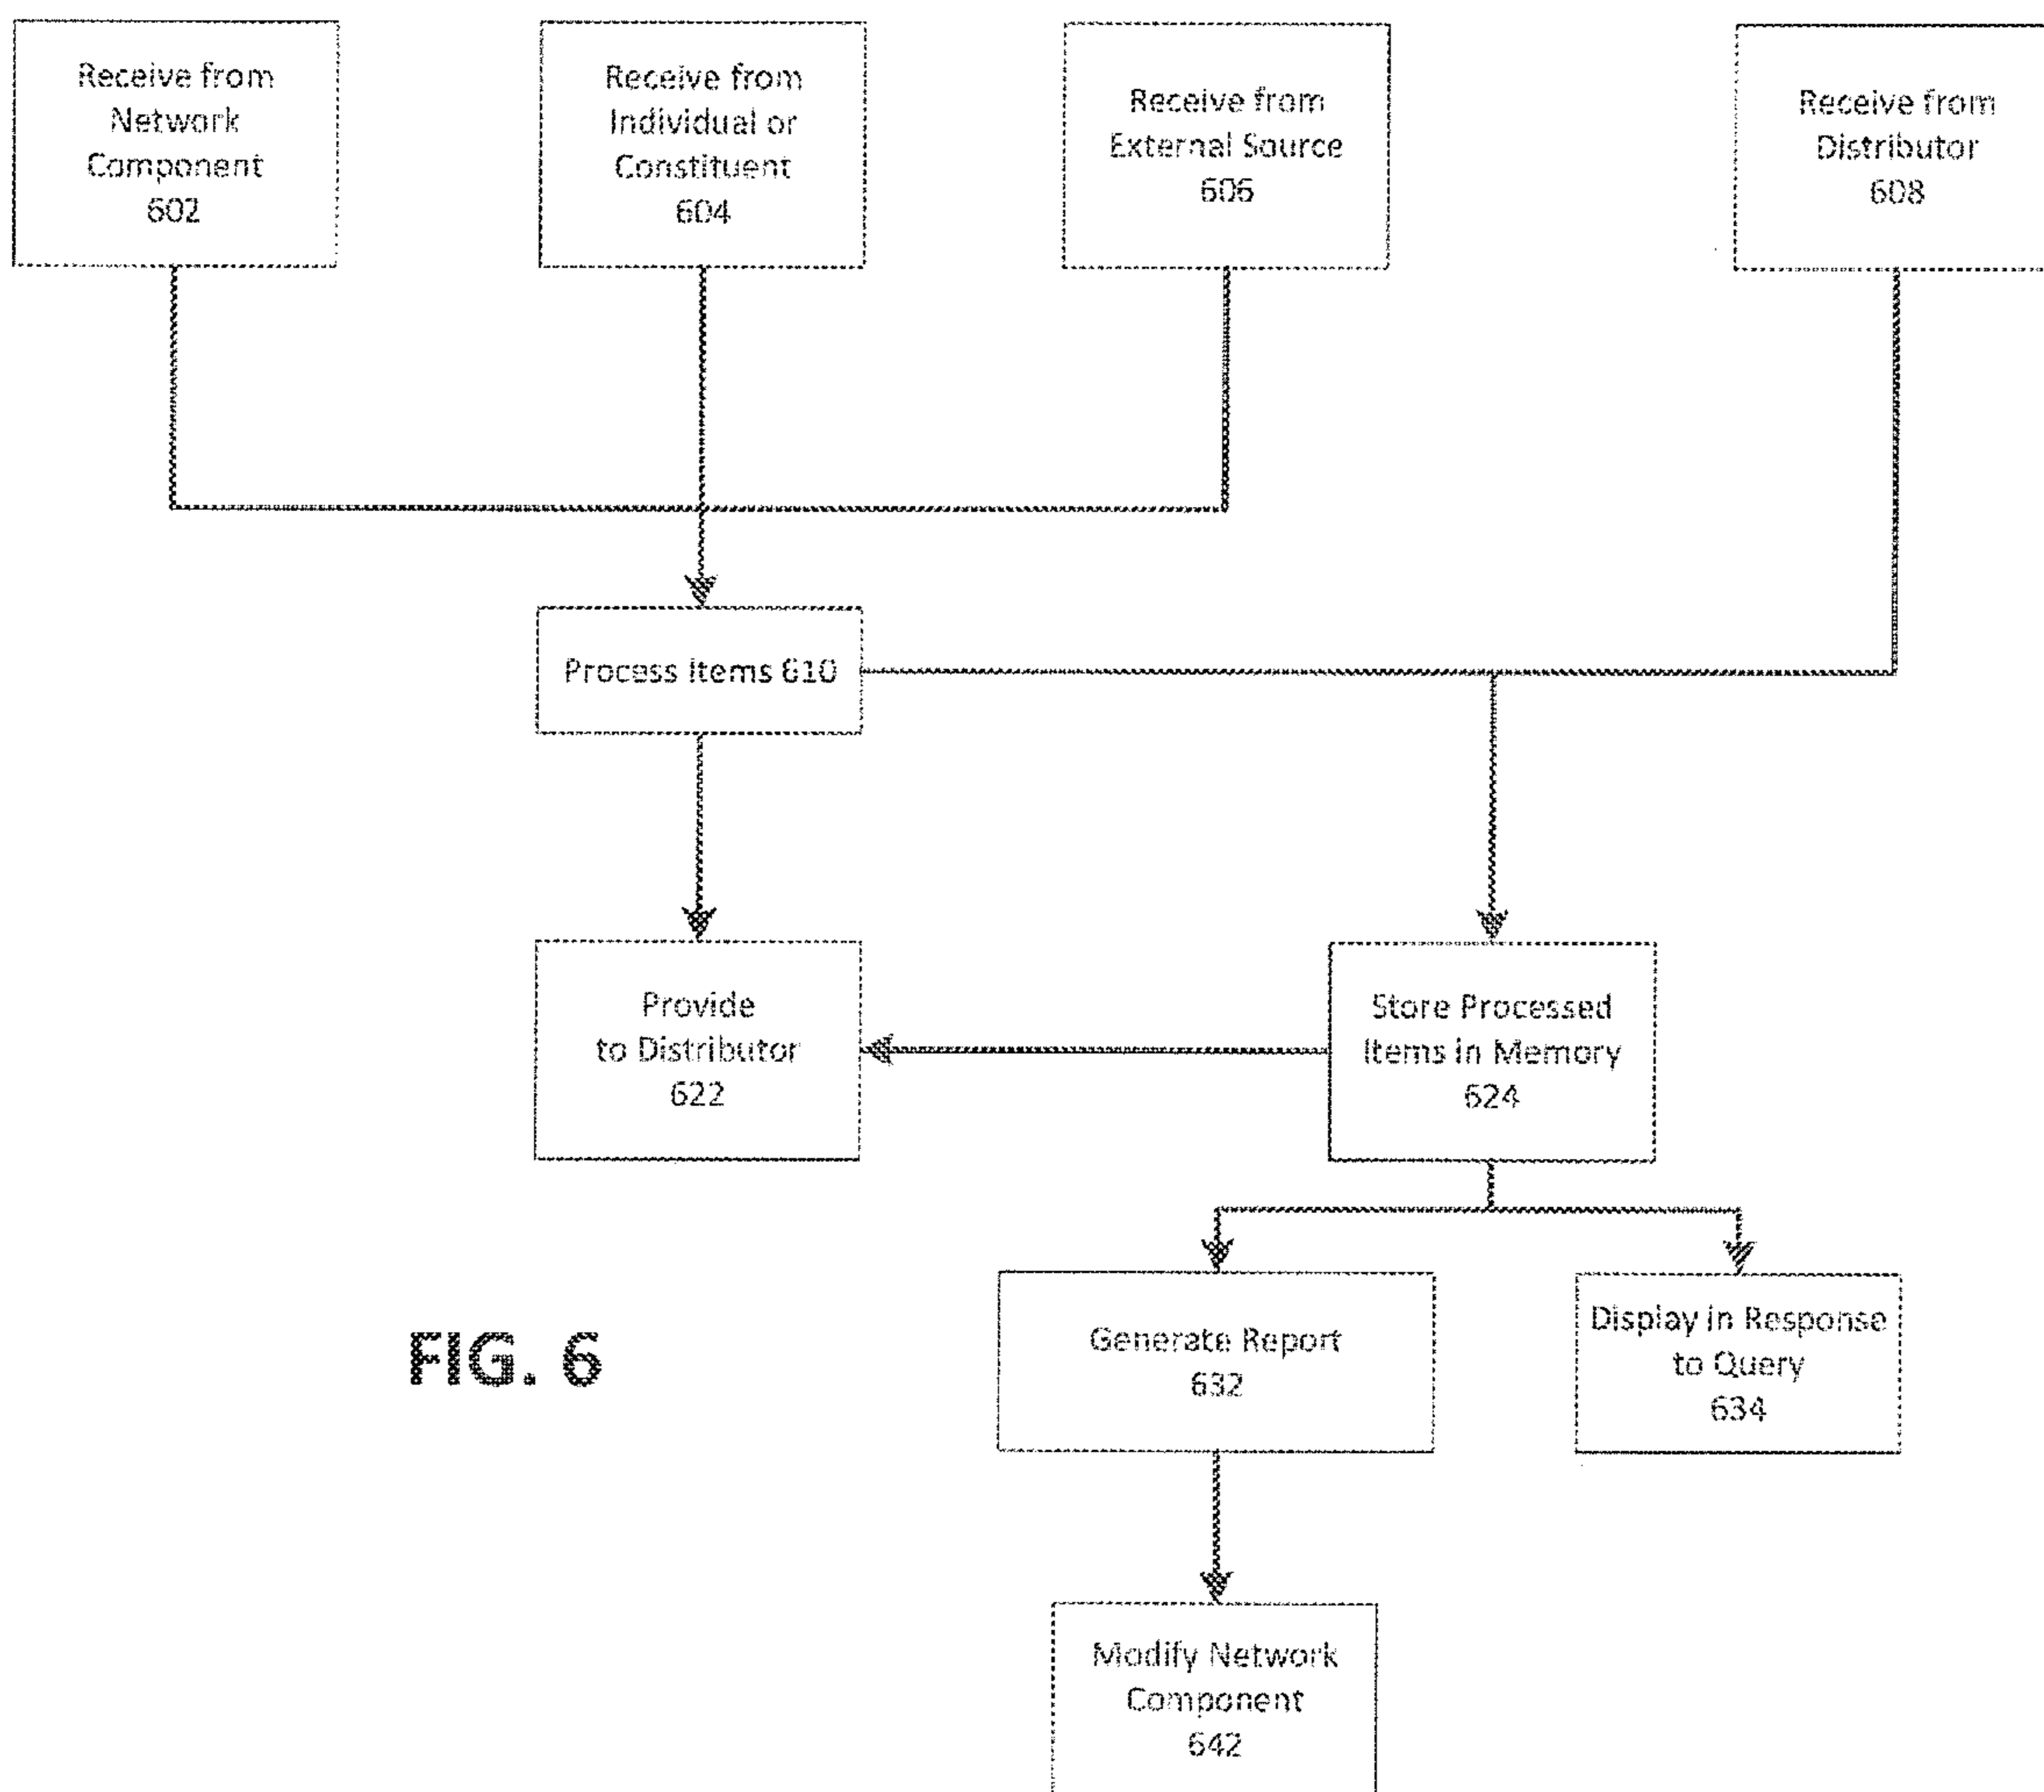 Receive from
Network
Component
602
Receive from
Individual or
Constituent
604
Receive from
External Source
606
Receive from
Distributor
608
Process Items 610
Provide
to Distributor
622
Store Processed
Items in Memory
624
Generate Report
632
Display in Response
to Query
634
FIG. 6
Modify Network
Component
642